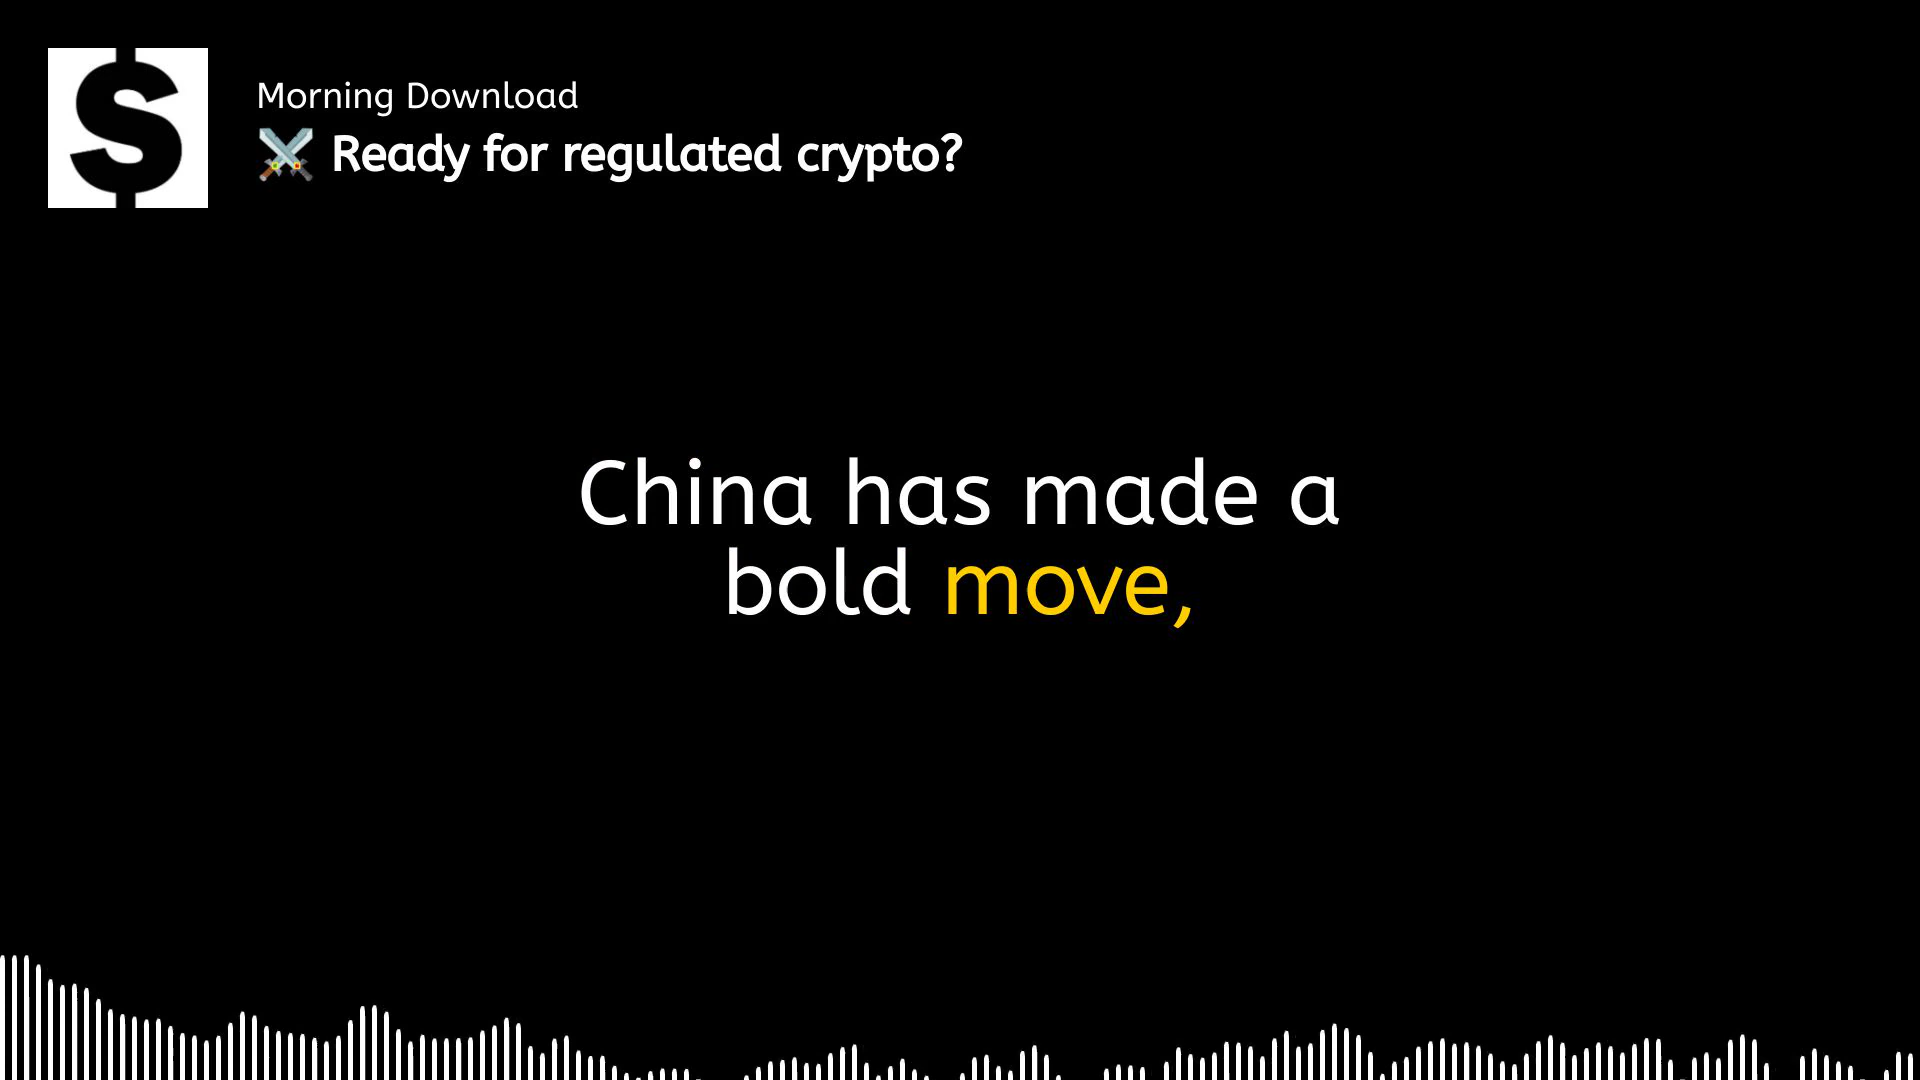 $
Morning Download
⚔️ Ready for regulated crypto?
China has made a
bold move,